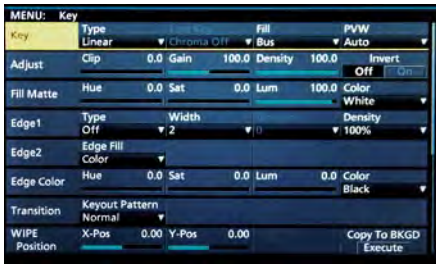 MENU: Key
Key Type Fill PVW
Linear Chroma Off Bus Auto
Adjust Clip 0.0 Gain 100.0 Density 100.0 Invert
Off On
Fill Matte Hue 0.0 Sat 0.0 Lum 100.0 Color
White
Edge1 Type Width Density
Off 2 0 100%
Edge2 Edge Fill
Color
Edge Color Hue 0.0 Sat 0.0 Lum 0.0 Color
Black
Transition Keyout Pattern
Normal
WIPE Position X-Pos 0.00 Y-Pos 0.00 Copy To BKGD
Execute